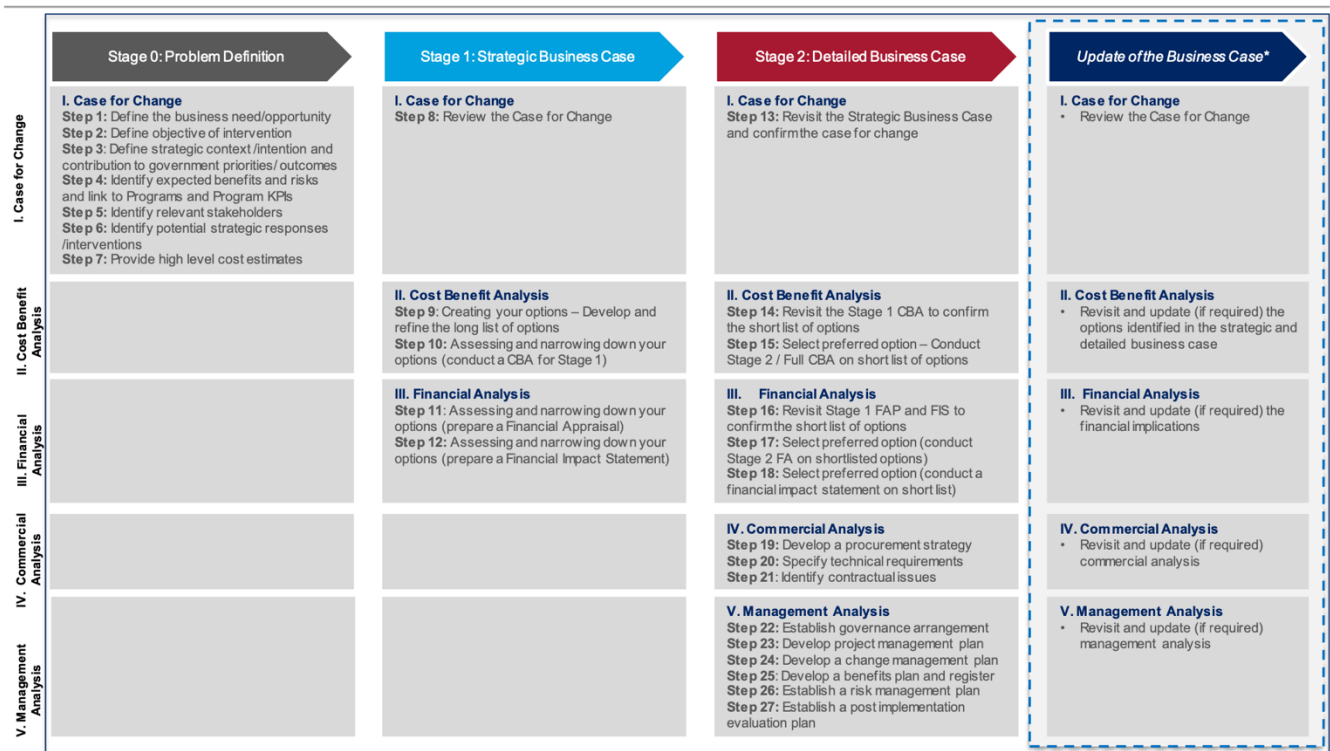 Stage 0: Problem Definition
Stage 1: Strategic Business Case
Stage 2: Detailed Business Case
Update of the Business Case*
I. Case for Change
I. Case for Change
Step 1: Define the business need/opportunity
Step 2: Define objective of intervention
Step 3: Define strategic context /intention and
contribution to government priorities/ outcomes
Step 4: Identify expected benefits and risks
and link to Programs and Program KPIs
Step 5: Identify relevant stakeholders
Step 6: Identify potential strategic responses
/interventions
Step 7: Provide high level cost estimates
I. Case for Change
Step 8: Review the Case for Change
I. Case for Change
Step 13: Revisit the Strategic Business Case
and confirm the case for change
I. Case for Change
• Review the Case for Change
II. Cost Benefit
Analysis
II. Cost Benefit Analysis
Step 9: Creating your options – Develop and
refine the long list of options
Step 10: Assessing and narrowing down your
options (conduct a CBA for Stage 1)
II. Cost Benefit Analysis
Step 14: Revisit the Stage 1 CBA to confirm
the short list of options
Step 15: Select preferred option – Conduct
Stage 2 / Full CBA on short list of options
II. Cost Benefit Analysis
• Revisit and update (if required) the
options identified in the strategic and
detailed business case
III. Financial
Analysis
III. Financial Analysis
Step 11: Assessing and narrowing down your
options (prepare a Financial Appraisal)
Step 12: Assessing and narrowing down your
options (prepare a Financial Impact Statement)
III. Financial Analysis
Step 16: Revisit Stage 1 FAP and FIS to
confirm the short list of options
Step 17: Select preferred option (conduct
Stage 2 FA on shortlisted options)
Step 18: Select preferred option (conduct a
financial impact statement on short list)
III. Financial Analysis
• Revisit and update (if required) the
financial implications
IV. Commercial
Analysis
IV. Commercial Analysis
Step 19: Develop a procurement strategy
Step 20: Specify technical requirements
Step 21: Identify contractual issues
IV. Commercial Analysis
• Revisit and update (if required)
commercial analysis
V. Management
Analysis
V. Management Analysis
Step 22: Establish governance arrangement
Step 23: Develop project management plan
Step 24: Develop a change management plan
Step 25: Develop a benefits plan and register
Step 26: Establish a risk management plan
Step 27: Establish a post implementation
evaluation plan
V. Management Analysis
• Revisit and update (if required)
management analysis